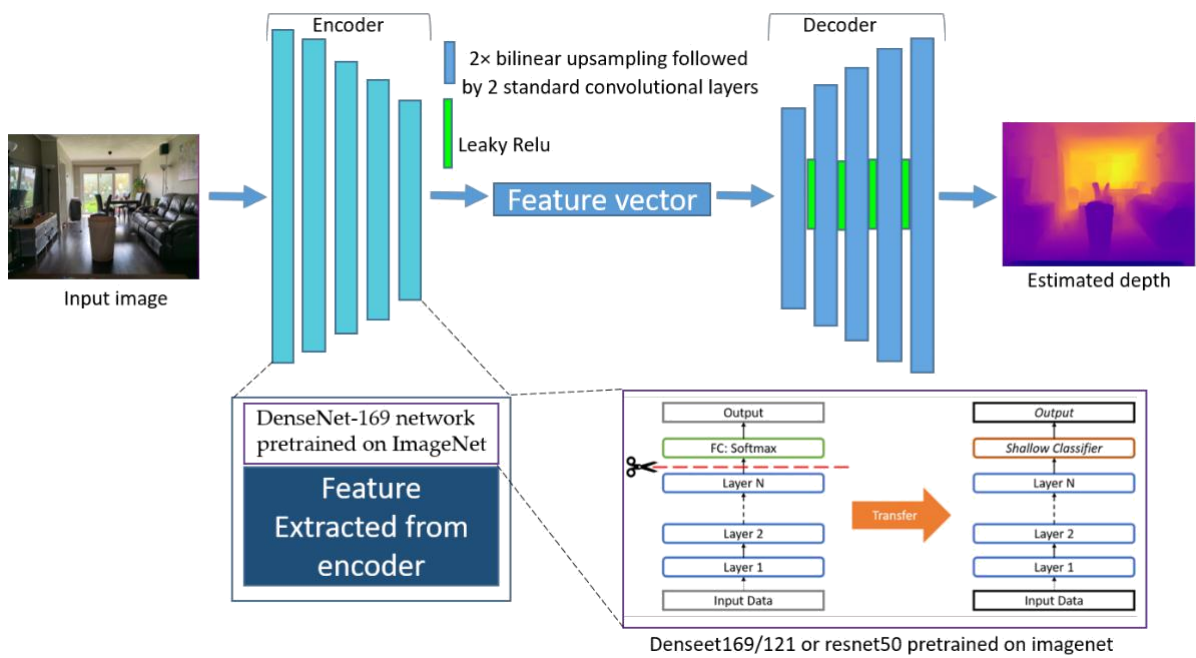 Encoder
Decoder
2× bilinear upsampling followed
by 2 standard convolutional layers
Leaky Relu
Feature vector
Input image
Estimated depth
DenseNet-169 network
pretrained on ImageNet
Feature
Extracted from
encoder
Output
FC: Softmax
Layer N
Layer 2
Layer 1
Input Data
Transfer
Output
Shallow Classifier
Layer N
Layer 2
Layer 1
Input Data
Denseet169/121 or resnet50 pretrained on imagenet